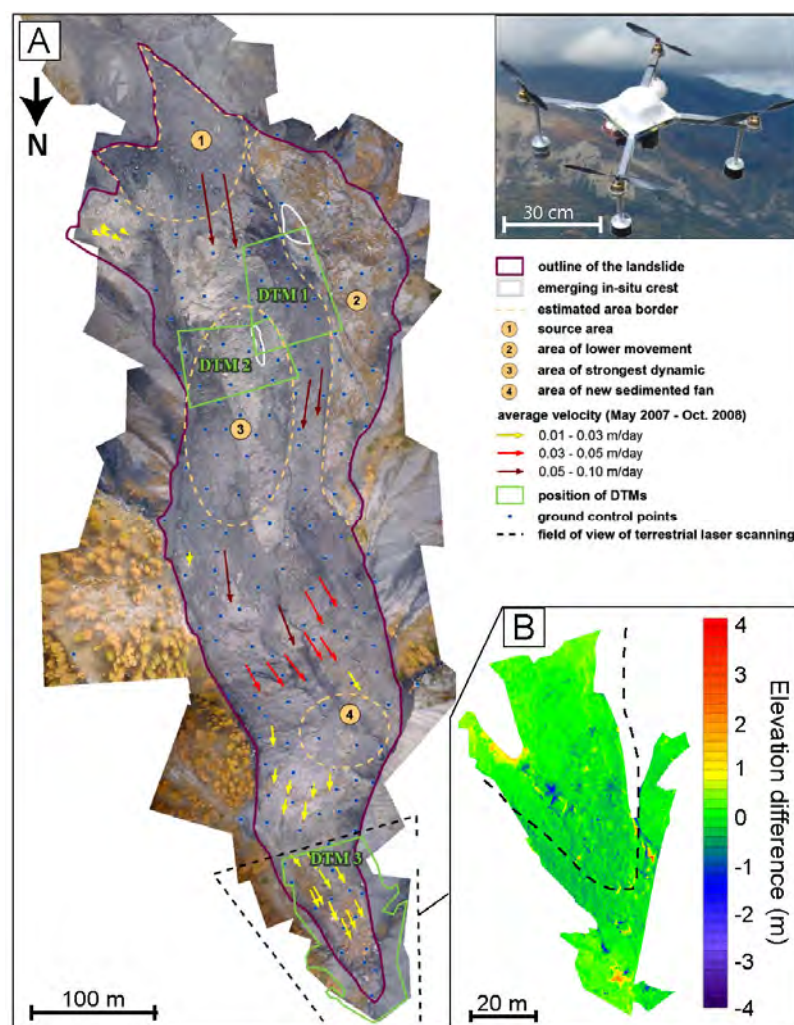 A
N
1
2
DTM 1
DTM 2
3
4
DTM 3
100 m
30 cm
outline of the landslide
emerging in-situ crest
estimated area border
1 source area
2 area of lower movement
3 area of strongest dynamic
4 area of new sedimented fan
average velocity (May 2007 - Oct. 2008)
0.01 - 0.03 m/day
0.03 - 0.05 m/day
0.05 - 0.10 m/day
position of DTMs
ground control points
field of view of terrestrial laser scanning
B
4
3
2
1
0
-1
-2
-3
-4
Elevation difference (m)
20 m